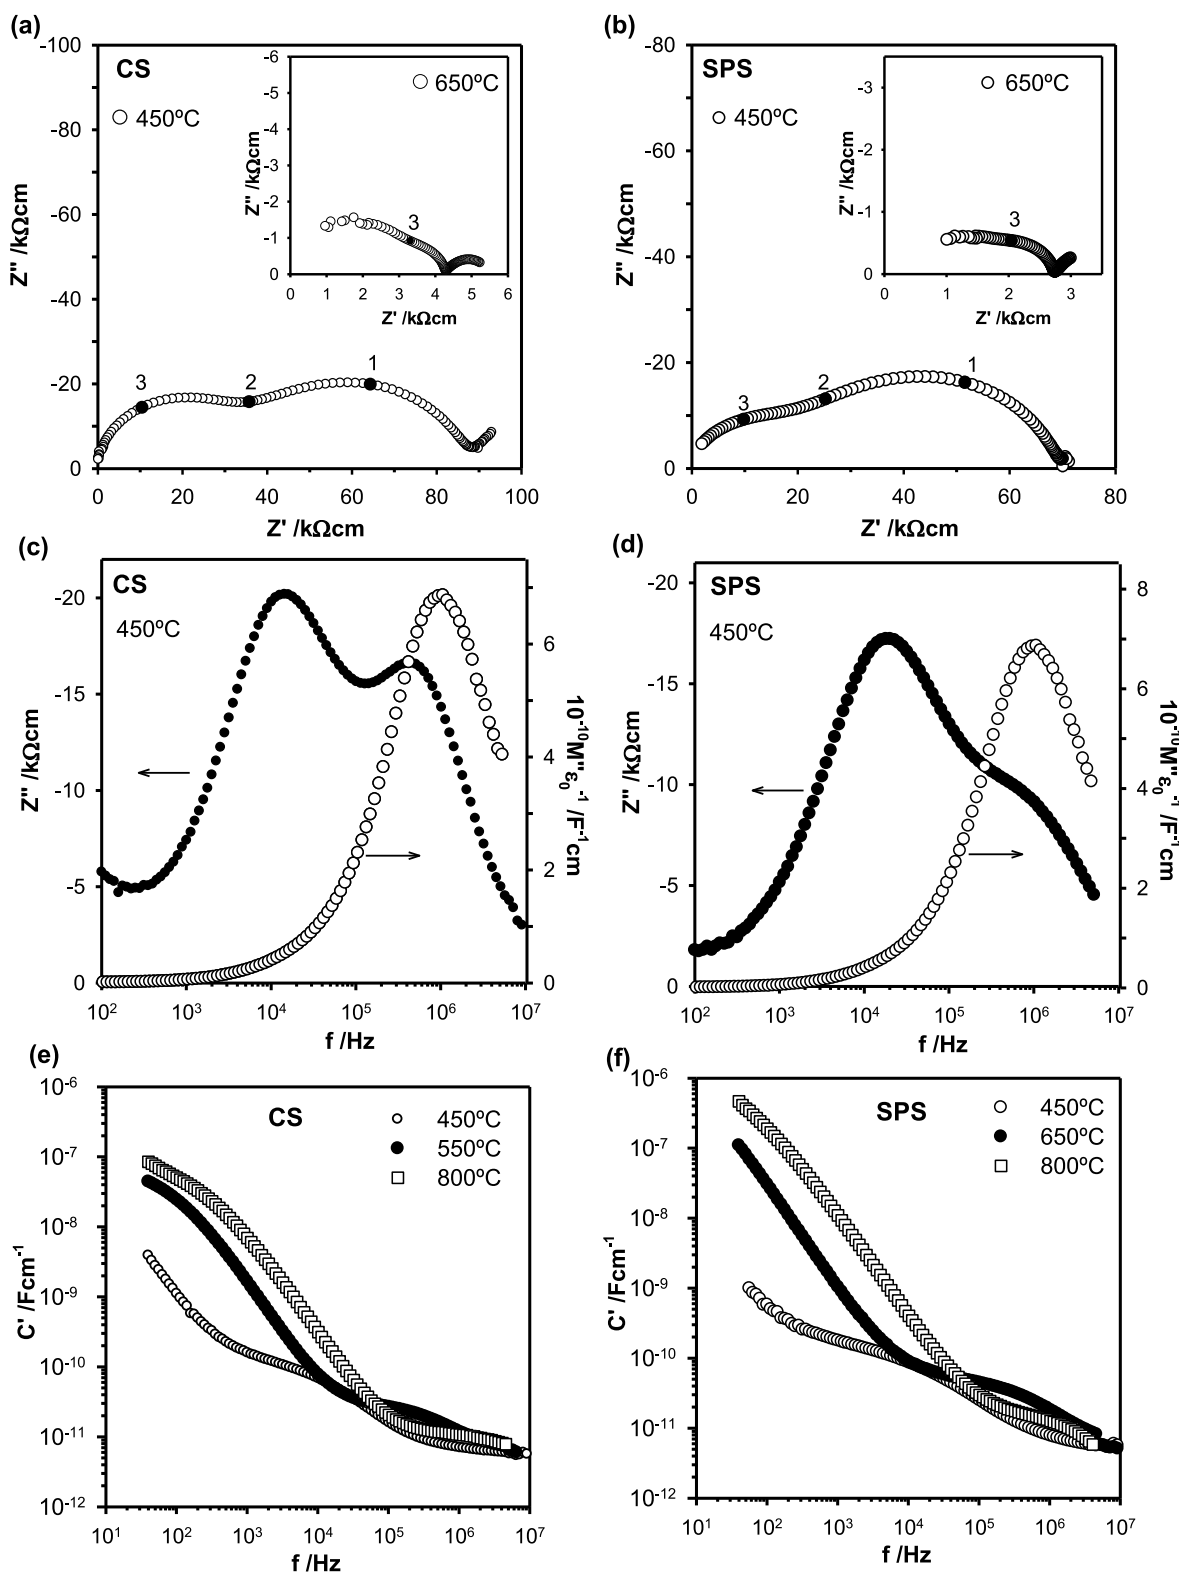 (a)
CS
450ºC
650ºC
Z'' /kΩcm
-6
-5
-4
-3
-2
-1
0
3
0 1 2 3 4 5 6
Z' /kΩcm
-100
-80
-60
-40
-20
0
Z'' /kΩcm
3 2 1
0 20 40 60 80 100
Z' /kΩcm
(b)
SPS
450ºC
650ºC
Z'' /kΩcm
-3
-2
-1
0
3
0 1 2 3
Z' /kΩcm
-80
-70
-60
-50
-40
-30
-20
-10
0
Z'' /kΩcm
3 2 1
0 20 40 60 80
Z' /kΩcm
(c)
CS
450ºC
-20
-15
-10
-5
0
Z'' /kΩcm
6
4
2
0
10⁻¹⁰M''ε₀⁻¹ /F⁻¹cm
10² 10³ 10⁴ 10⁵ 10⁶ 10⁷
f /Hz
(d)
SPS
450ºC
-20
-15
-10
-5
0
Z'' /kΩcm
8
6
4
2
0
10⁻¹⁰M''ε₀⁻¹ /F⁻¹cm
10² 10³ 10⁴ 10⁵ 10⁶ 10⁷
f /Hz
(e)
CS
450ºC
550ºC
800ºC
10⁻⁶
10⁻⁷
10⁻⁸
10⁻⁹
10⁻¹⁰
10⁻¹¹
10⁻¹²
C' /Fcm⁻¹
10¹ 10² 10³ 10⁴ 10⁵ 10⁶ 10⁷
f /Hz
(f)
SPS
450ºC
650ºC
800ºC
10⁻⁶
10⁻⁷
10⁻⁸
10⁻⁹
10⁻¹⁰
10⁻¹¹
10⁻¹²
C' /Fcm⁻¹
10¹ 10² 10³ 10⁴ 10⁵ 10⁶ 10⁷
f /Hz